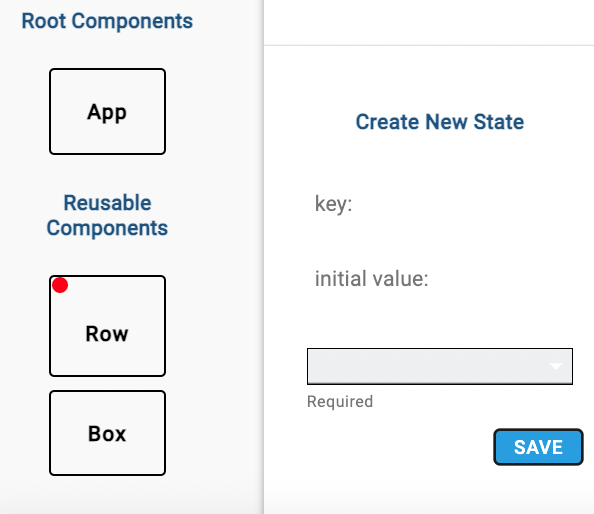 Root Components
App
Reusable
Components
Row
Box
Create New State
key:
initial value:
Required
SAVE